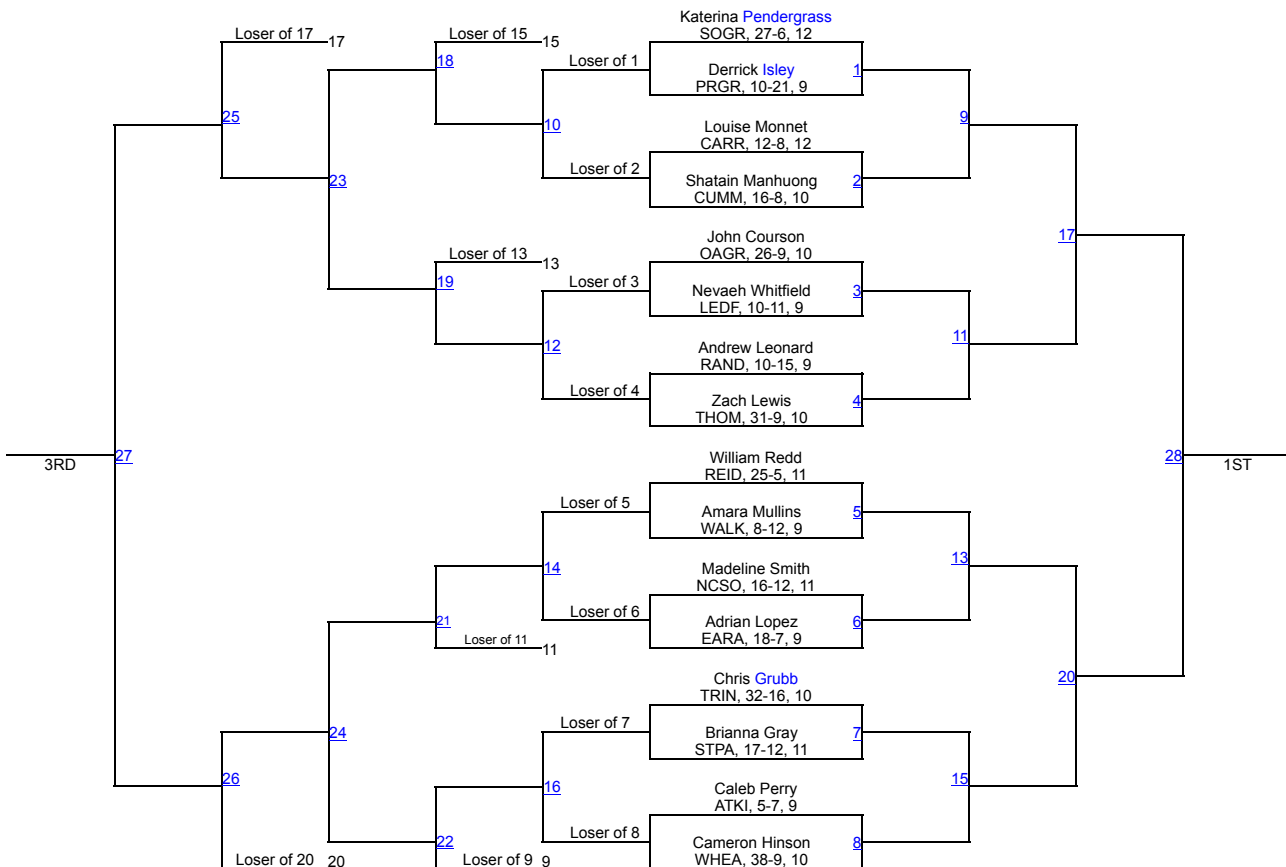 Katerina Pendergrass
SOGR, 27-6, 12
Loser of 17 17
Loser of 15 15
18
Loser of 1
Derrick Isley 1
PRGR, 10-21, 9
25
10
9
Louise Monnet
CARR, 12-8, 12
Loser of 2
23
Shatain Manhuong 2
CUMM, 16-8, 10
17
John Courson
OAGR, 26-9, 10
Loser of 13 13
19
Loser of 3
Nevaeh Whitfield 3
LEDF, 10-11, 9
12
11
Andrew Leonard
RAND, 10-15, 9
Loser of 4
Zach Lewis 4
THOM, 31-9, 10
3RD
27
28
1ST
William Redd
REID, 25-5, 11
Loser of 5
Amara Mullins 5
WALK, 8-12, 9
14
13
Madeline Smith
NCSO, 16-12, 11
Loser of 6
21
Adrian Lopez 6
EARA, 18-7, 9
Loser of 11 11
20
Chris Grubb
TRIN, 32-16, 10
Loser of 7
24
Brianna Gray 7
STPA, 17-12, 11
26
16
15
Caleb Perry
ATKI, 5-7, 9
Loser of 8
22
Cameron Hinson 8
WHEA, 38-9, 10
Loser of 20 20
Loser of 9 9